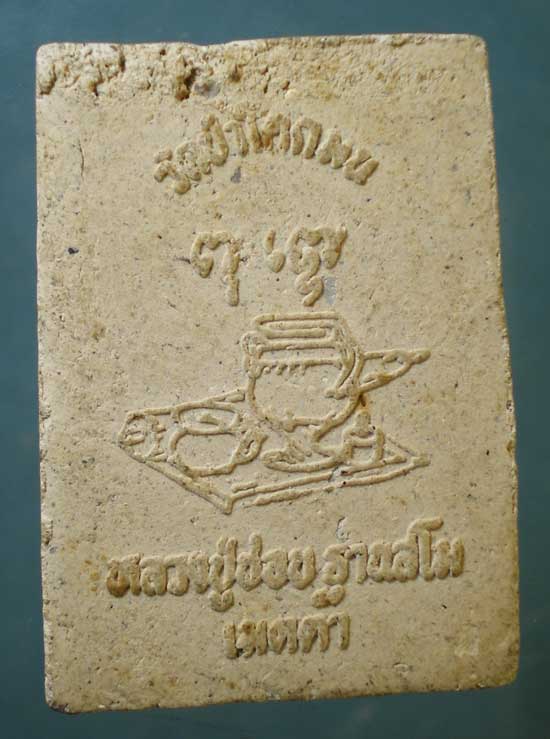 วัดป่าโคกมน
หลวงปู่ชอบ ฐานสโม
เมตตา